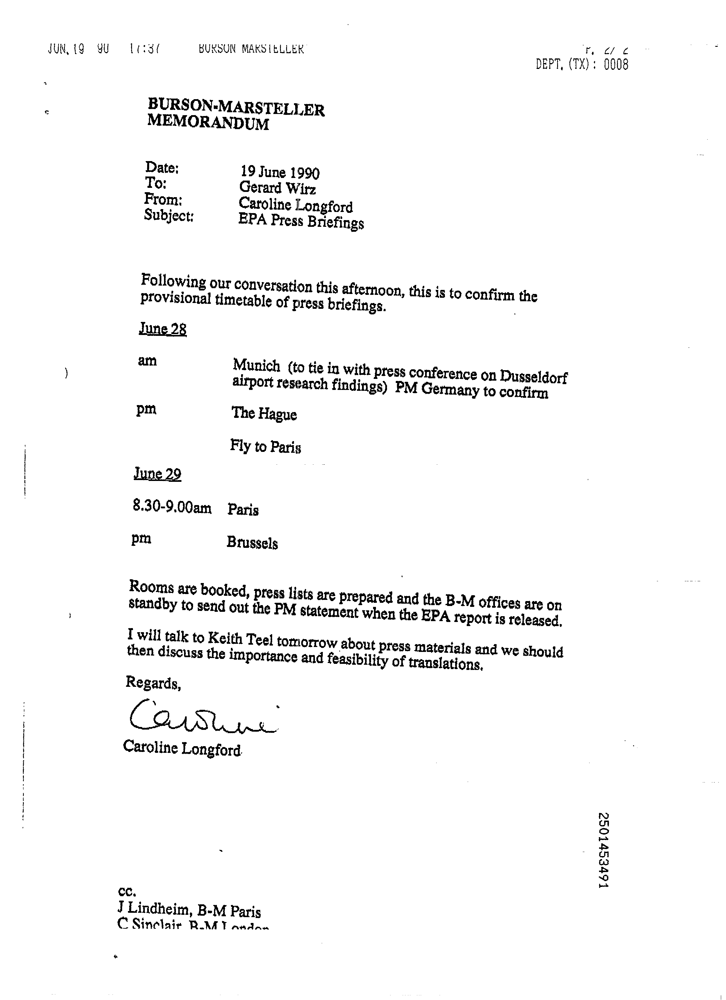 JUN. 19 90 17:37 BURSON MARSTELLER P. 2/ 2
DEPT. (TX) : 0008
BURSON-MARSTELLER
MEMORANDUM
Date: 19 June 1990
To: Gerard Wirz
From: Caroline Longford
Subject: EPA Press Briefings
Following our conversation this afternoon, this is to confirm the
provisional timetable of press briefings.
June 28
am Munich (to tie in with press conference on Dusseldorf
airport research findings) PM Germany to confirm
pm The Hague
Fly to Paris
June 29
8.30-9.00am Paris
pm Brussels
Rooms are booked, press lists are prepared and the B-M offices are on
standby to send out the PM statement when the EPA report is released.
I will talk to Keith Teel tomorrow about press materials and we should
then discuss the importance and feasibility of translations.
Regards,
Caroline
Caroline Longford
2501453491
cc.
J Lindheim, B-M Paris
C Sinclair, B-M London